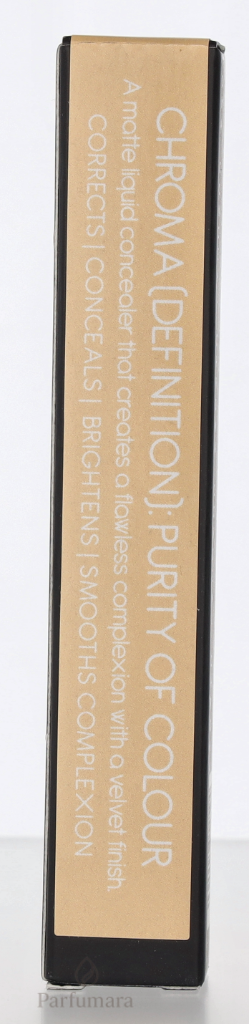 CHROMA (DEFINITION): PURITY OF COLOUR
A matte liquid concealer that creates a flawless complexion with a velvet finish.
CORRECTS | CONCEALS | BRIGHTENS | SMOOTHS COMPLEXION
Parfumara